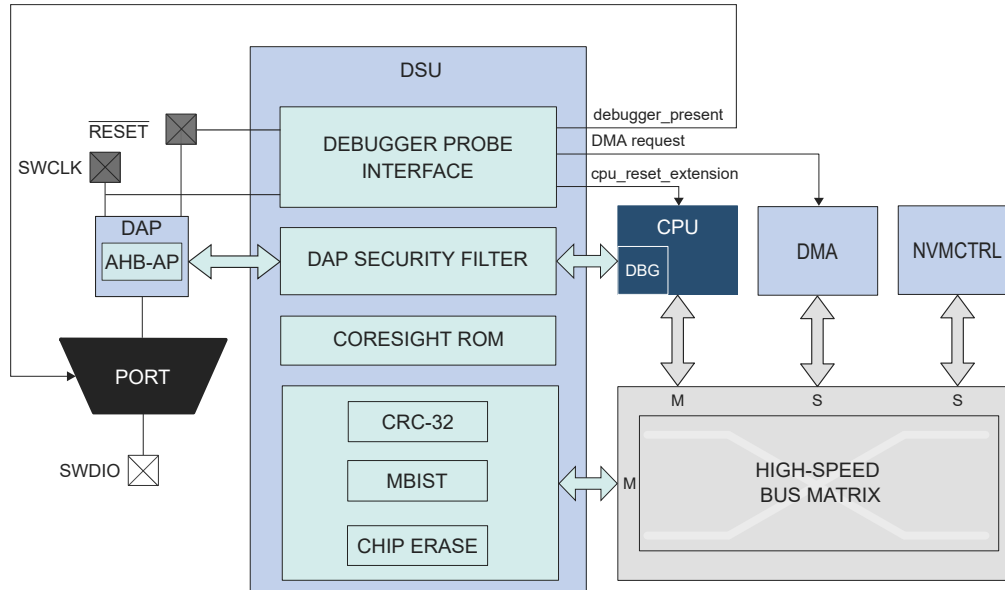 DSU
debugger_present
RESET
DEBUGGER PROBE
INTERFACE
DMA request
SWCLK
cpu_reset_extension
DAP
AHB-AP
DAP SECURITY FILTER
CPU
DBG
DMA
NVMCTRL
CORESIGHT ROM
PORT
M
S
S
CRC-32
SWDIO
MBIST
M
HIGH-SPEED
BUS MATRIX
CHIP ERASE